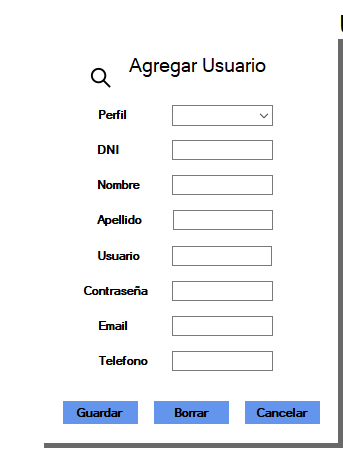 Agregar Usuario
Perfil
DNI
Nombre
Apellido
Usuario
Contraseña
Email
Telefono
Guardar Borrar Cancelar